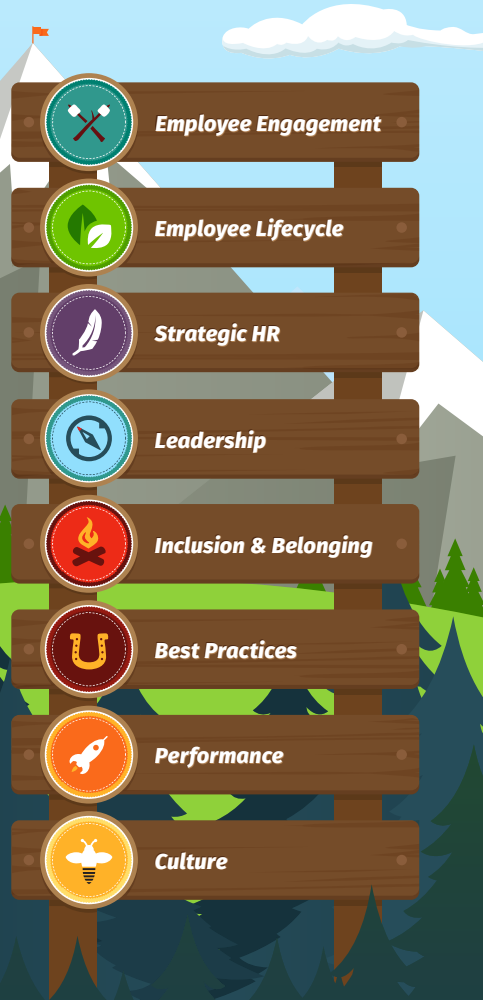 Employee Engagement
Employee Lifecycle
Strategic HR
Leadership
Inclusion & Belonging
Best Practices
Performance
Culture